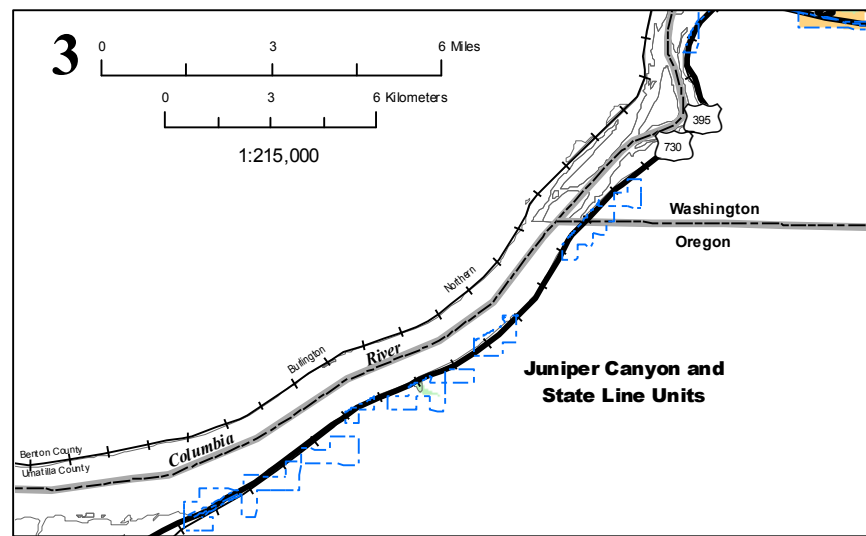 3
0 3 6 Miles
0 3 6 Kilometers
1:215,000
395
730
Washington
Oregon
Northern
Burlington
River
Columbia
Juniper Canyon and
State Line Units
Benton County
Umatilla County